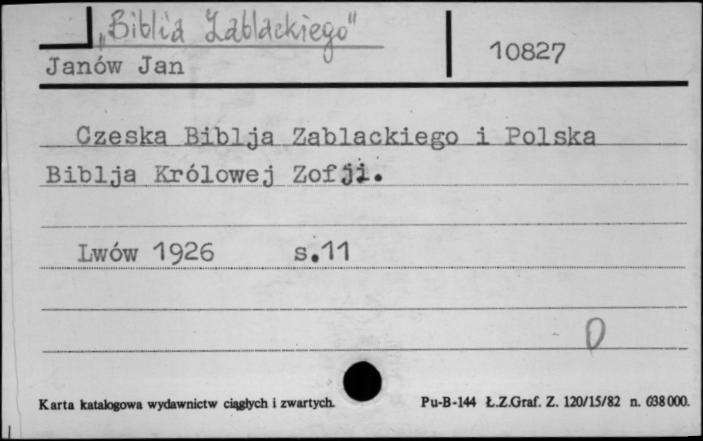 „Biblia Zablackiego"
Janów Jan
10827
Czeska Biblja Zablackiego i Polska
Biblja Królowej Zofji.
Lwów 1926 s.11
0
Karta katalogowa wydawnictw ciągłych i zwartych.
Pu-B-144 Ł.Z.Graf. Z. 120/15/82 n. 638 000.